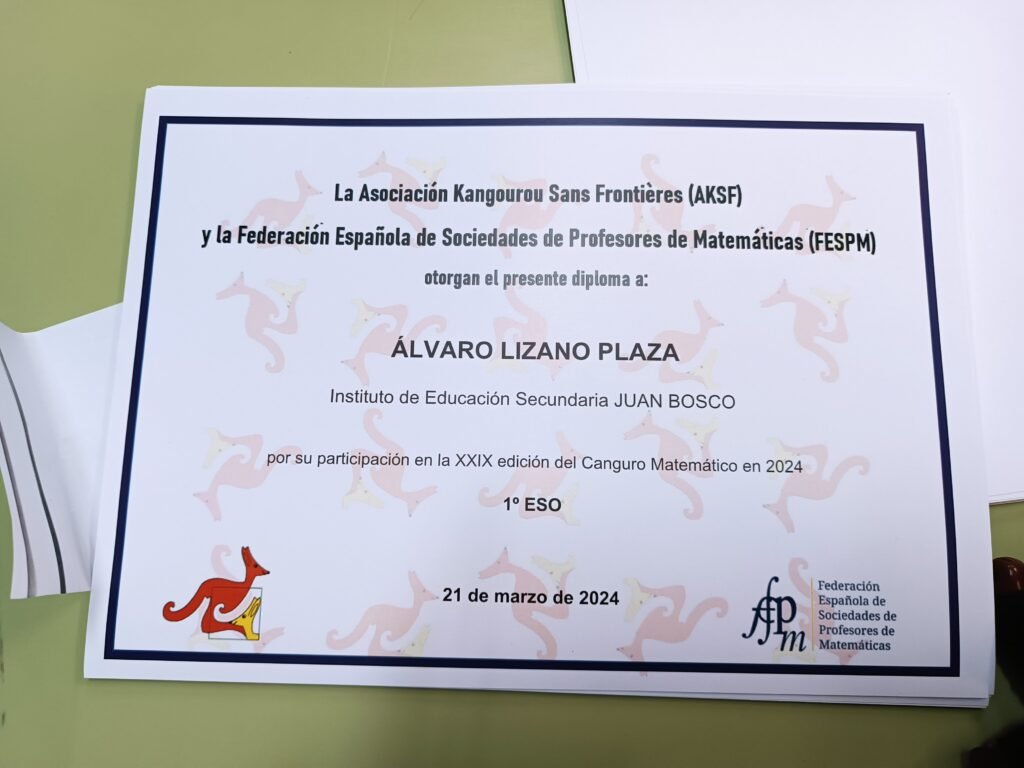 La Asociación Kangourou Sans Frontières (AKSF)
y la Federación Española de Sociedades de Profesores de Matemáticas (FESPM)
otorgan el presente diploma a:
ÁLVARO LIZANO PLAZA
Instituto de Educación Secundaria JUAN BOSCO
por su participación en la XXIX edición del Canguro Matemático en 2024
1º ESO
21 de marzo de 2024
fespm
Federación
Española de
Sociedades de
Profesores de
Matemáticas